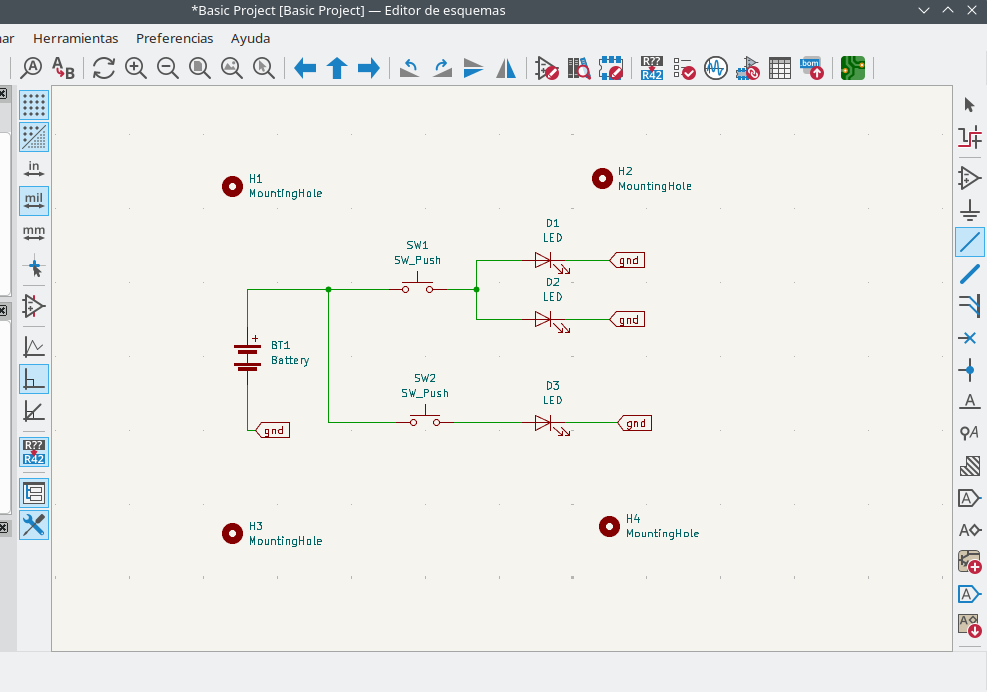 *Basic Project [Basic Project] — Editor de esquemas
ar Herramientas Preferencias Ayuda
A A B R?? R42 .bom
in
mil
mm
R?? R42
H1
MountingHole
H2
MountingHole
D1
LED
SW1
SW_Push
gnd
D2
LED
gnd
+
BT1
Battery
SW2
SW_Push
D3
LED
gnd
gnd
H3
MountingHole
H4
MountingHole
A
A
A
A
A
A